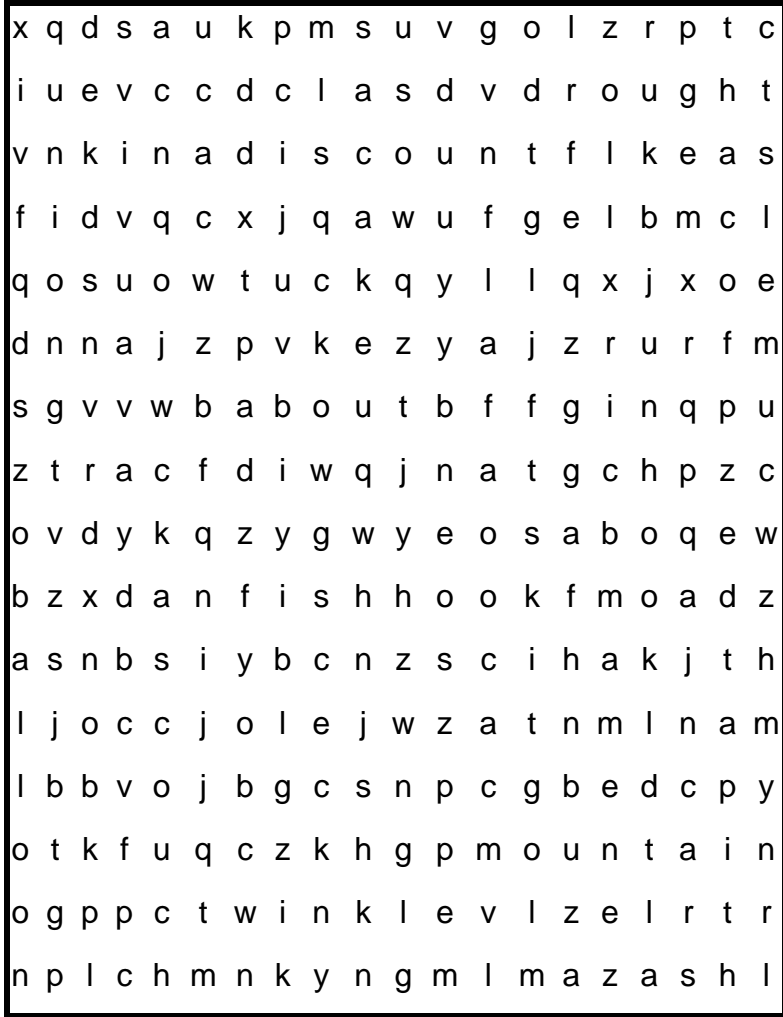 x q d s a u k p m s u v g o l z r p t c
i u e v c c d c l a s d v d r o u g h t
v n k i n a d i s c o u n t f l k e a s
f i d v q c x j q a w u f g e l b m c l
q o s u o w t u c k q y l l q x j x o e
d n n a j z p v k e z y a j z r u r f m
s g v v w b a b o u t b f f g i n q p u
z t r a c f d i w q j n a t g c h p z c
o v d y k q z y g w y e o s a b o q e w
b z x d a n f i s h h o o k f m o a d z
a s n b s i y b c n z s c i h a k j t h
l j o c c j o l e j w z a t n m l n a m
l b b v o j b g c s n p c g b e d c p y
o t k f u q c z k h g p m o u n t a i n
o g p p c t w i n k l e v l z e l r t r
n p l c h m n k y n g m l m a z a s h l